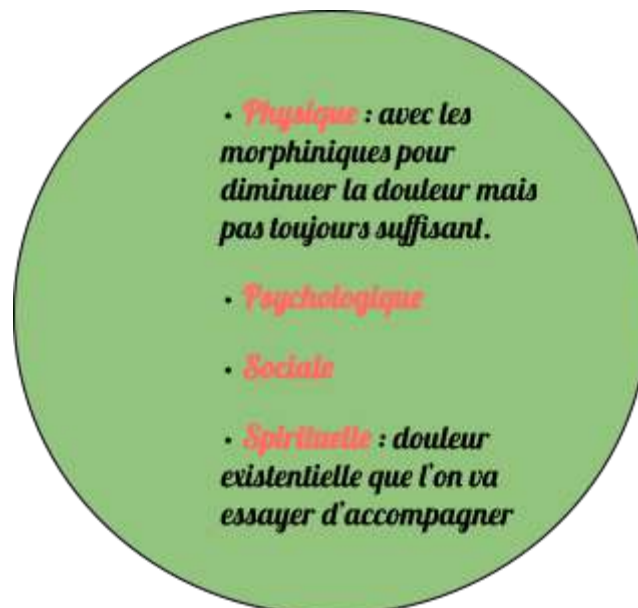 • Physique : avec les
morphiniques pour
diminuer la douleur mais
pas toujours suffisant.
• Psychologique
• Sociale
• Spirituelle : douleur
existentielle que l'on va
essayer d'accompagner